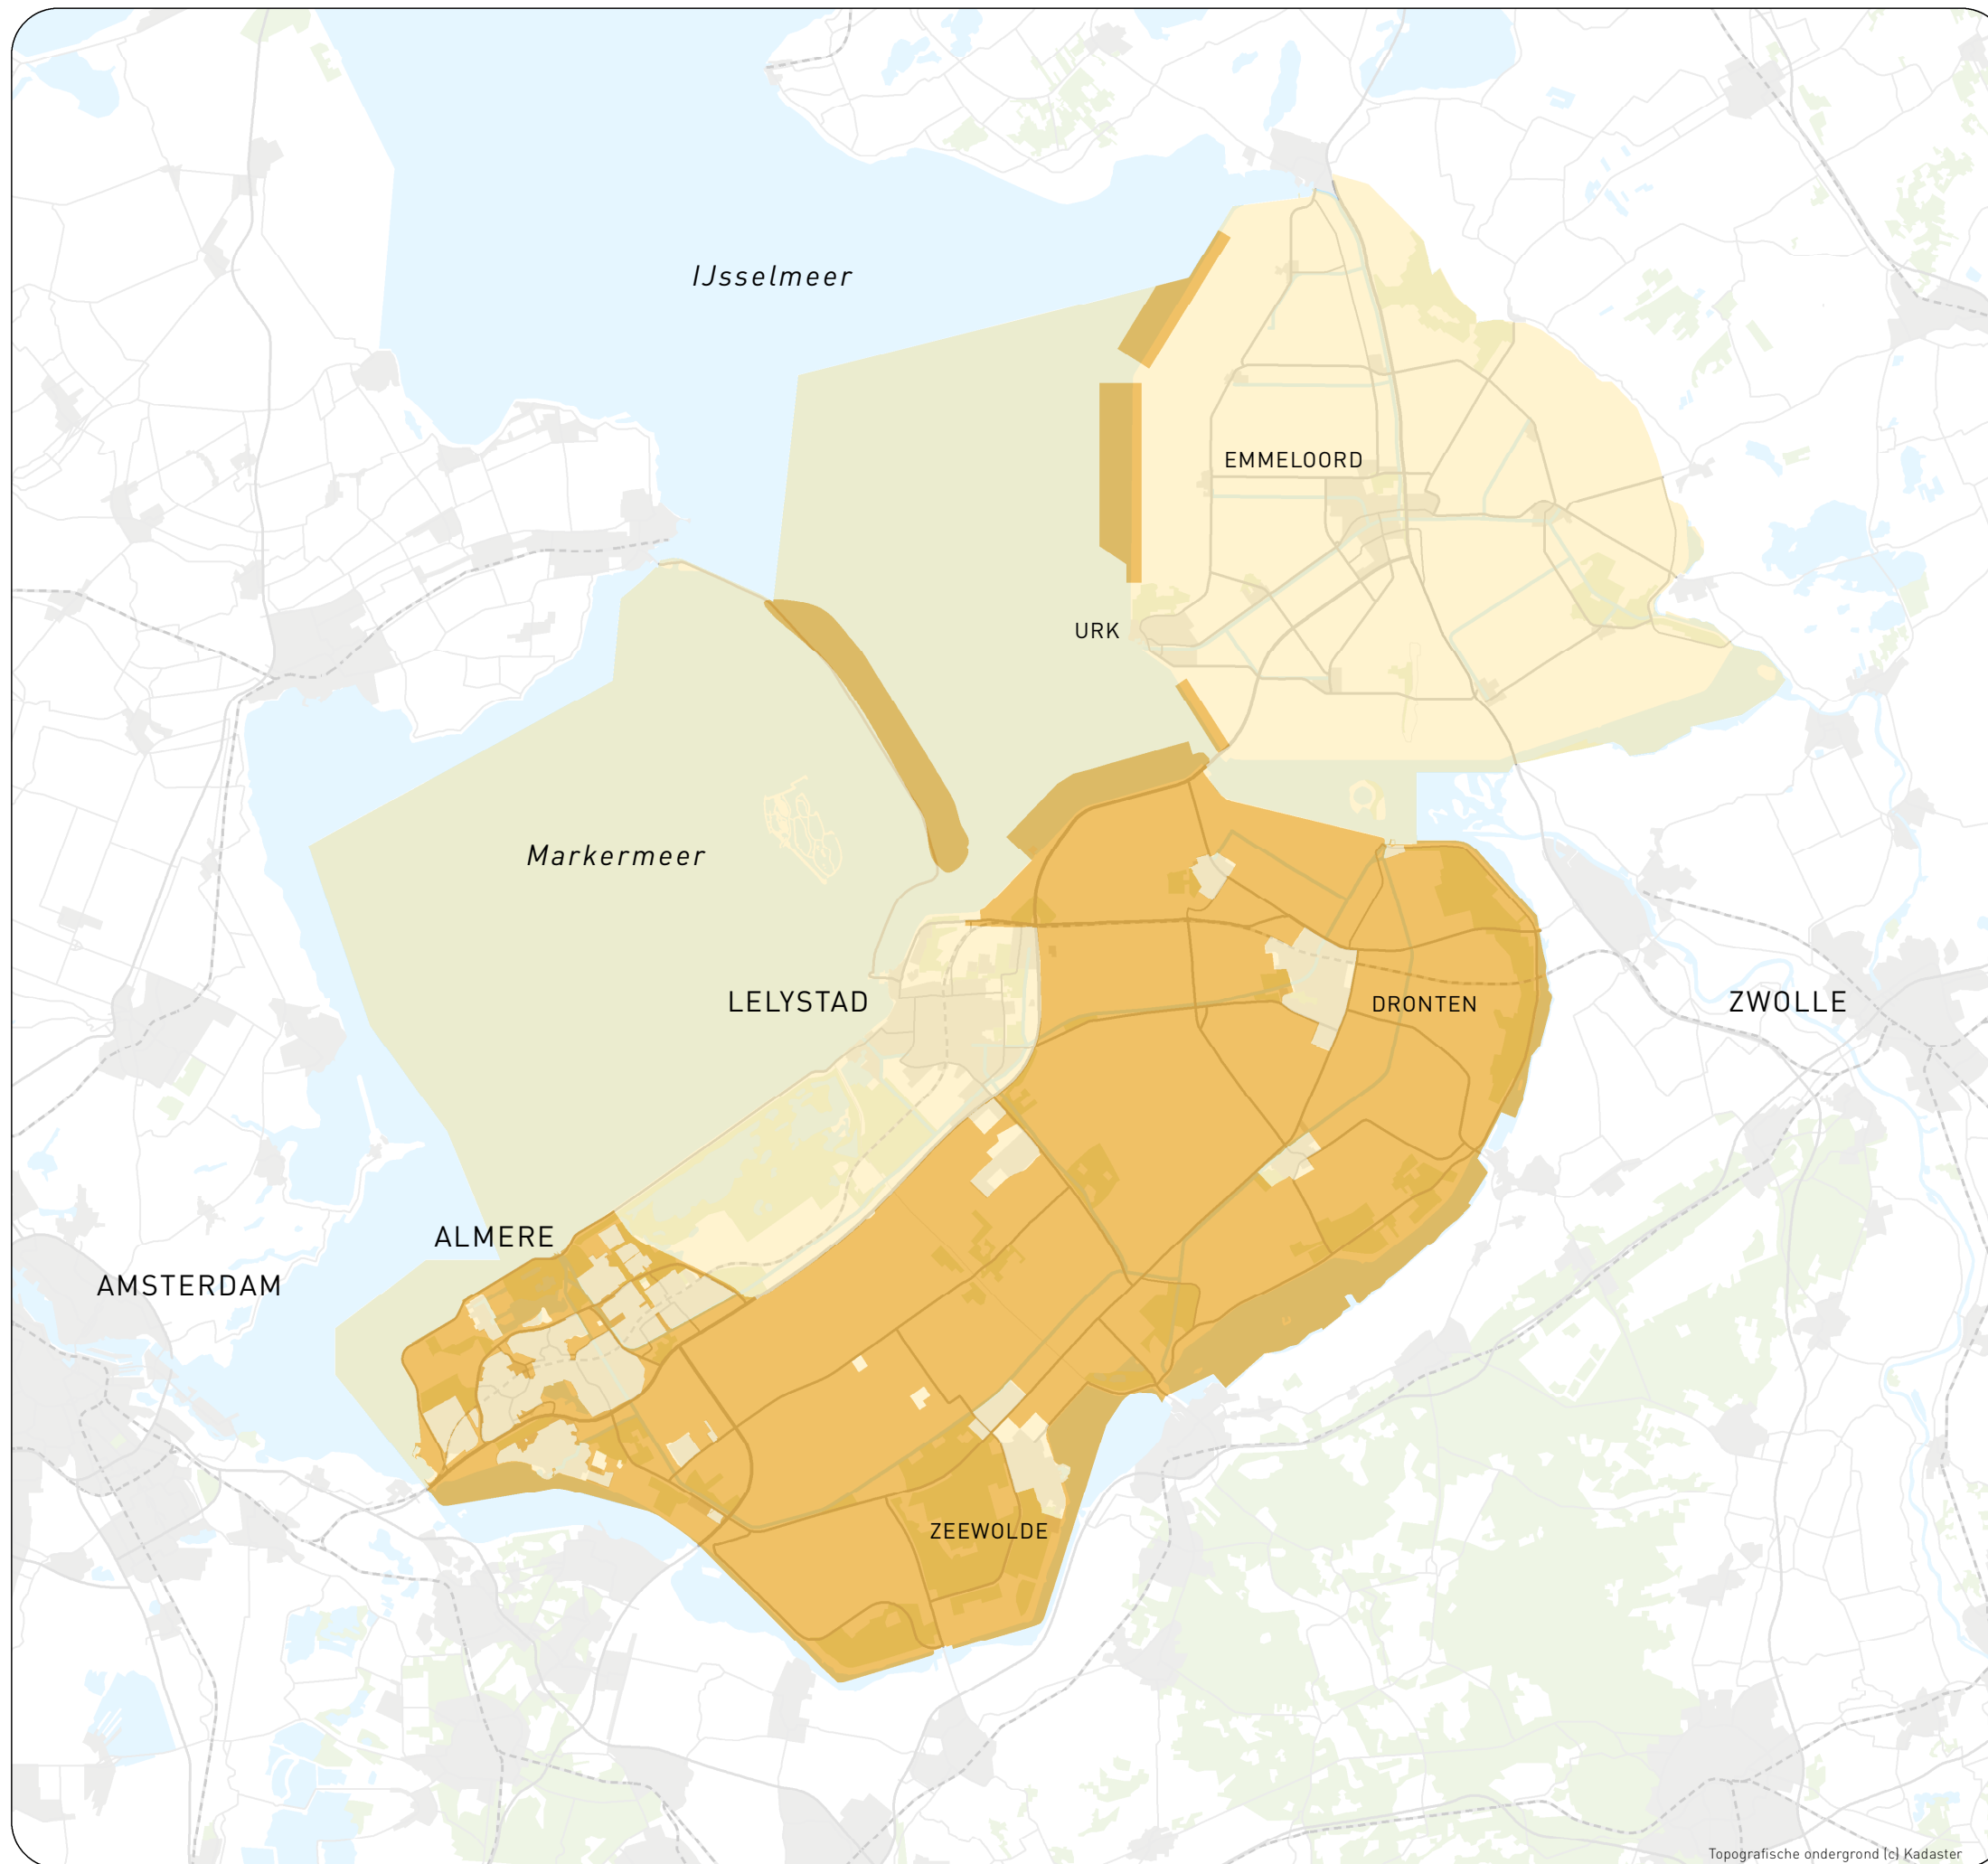 IJsselmeer
EMMELOORD
URK
Markermeer
LELYSTAD
DRONTEN
ZWOLLE
ALMERE
AMSTERDAM
ZEEWOLDE
Topografische ondergrond (c) Kadaster